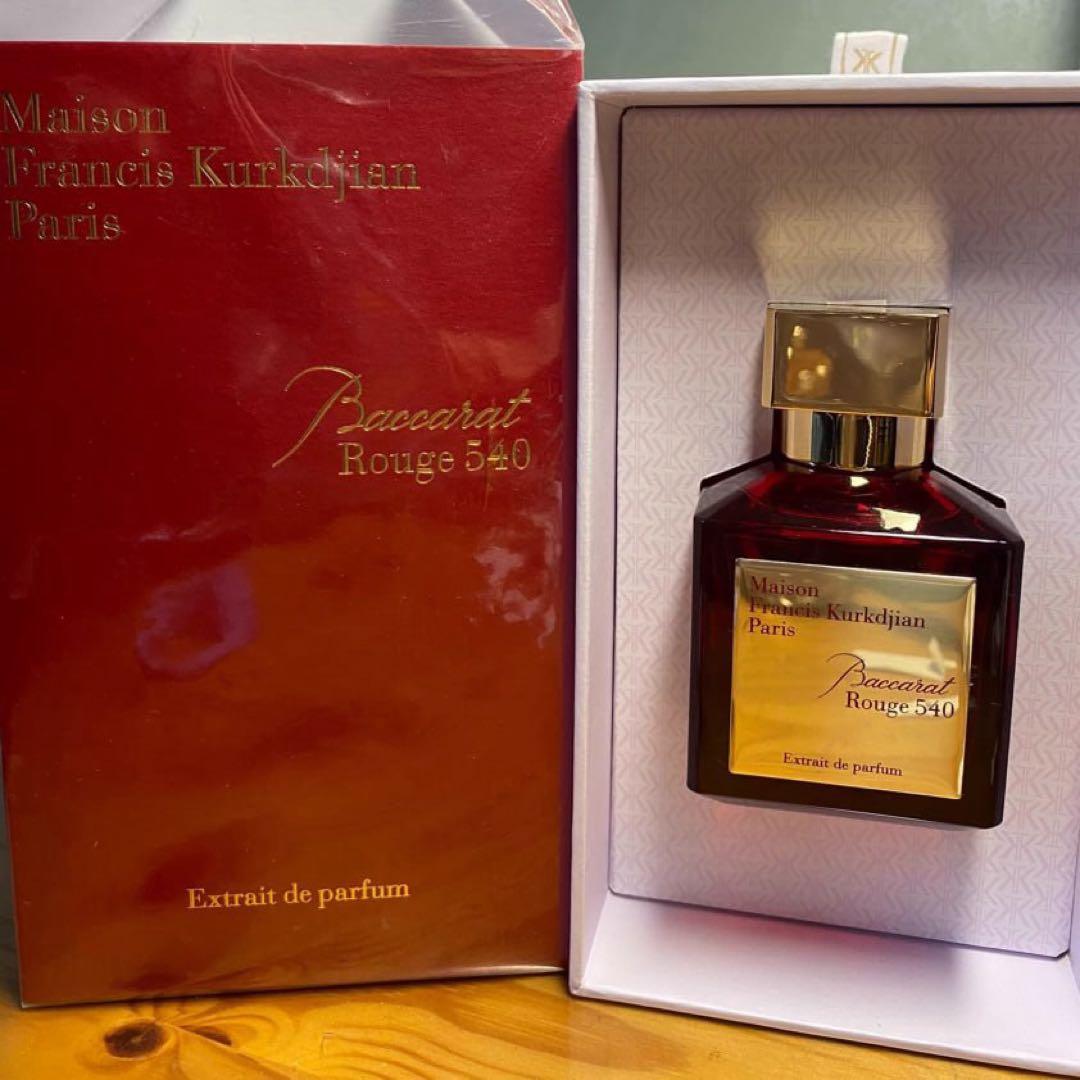 Maison
Francis Kurkdjian
Paris
Baccarat
Rouge 540
Extrait de parfum
Maison
Francis Kurkdjian
Paris
Baccarat
Rouge 540
Extrait de parfum